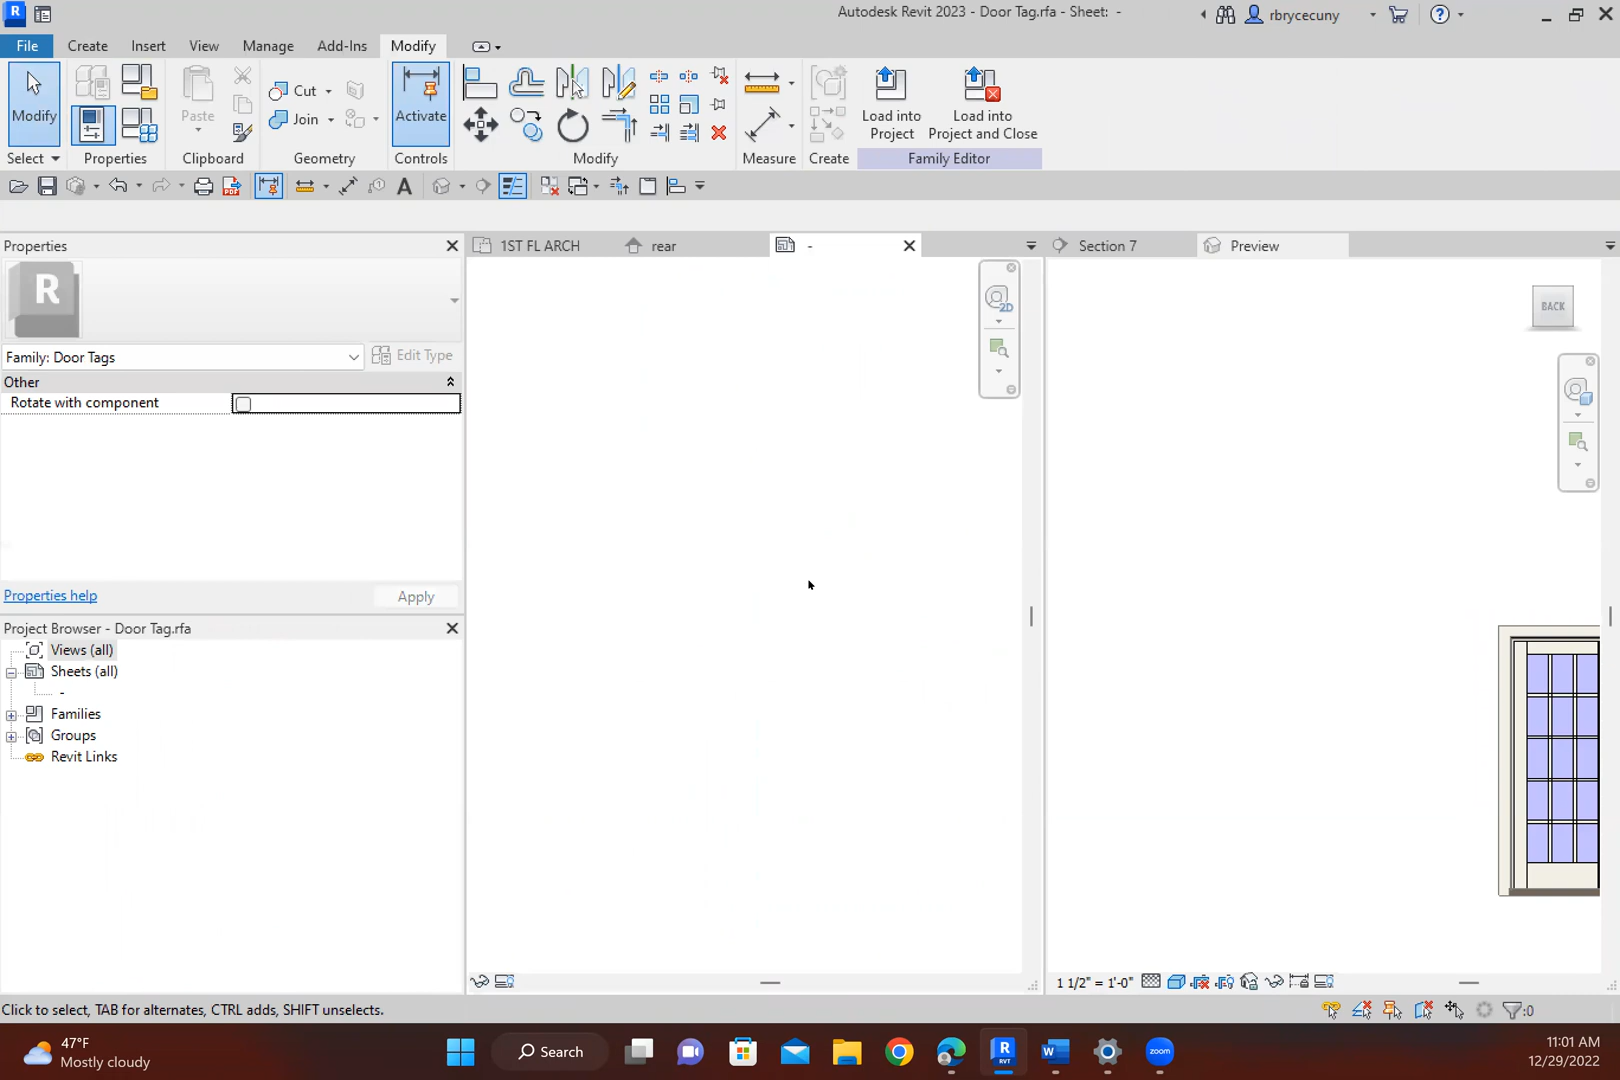 R
Autodesk Revit 2023 - Door Tag.rfa - Sheet: -
rbrycecuny
File
Create
Insert
View
Manage
Add-Ins
Modify
Modify
Select
Properties
Paste
Clipboard
Cut
Join
Geometry
Activate
Controls
Modify
Measure
Create
Load into
Project
Load into
Project and Close
Family Editor
PDF
A
Properties
R
Family: Door Tags
Edit Type
Other
Rotate with component
Properties help
Apply
Project Browser - Door Tag.rfa
Views (all)
Sheets (all)
-
Families
Groups
Revit Links
1ST FL ARCH
rear
-
Section 7
Preview
2D
BACK
1 1/2" = 1'-0"
Click to select, TAB for alternates, CTRL adds, SHIFT unselects.
:0
47°F
Mostly cloudy
Search
R
RVT
W
zoom
11:01 AM
12/29/2022